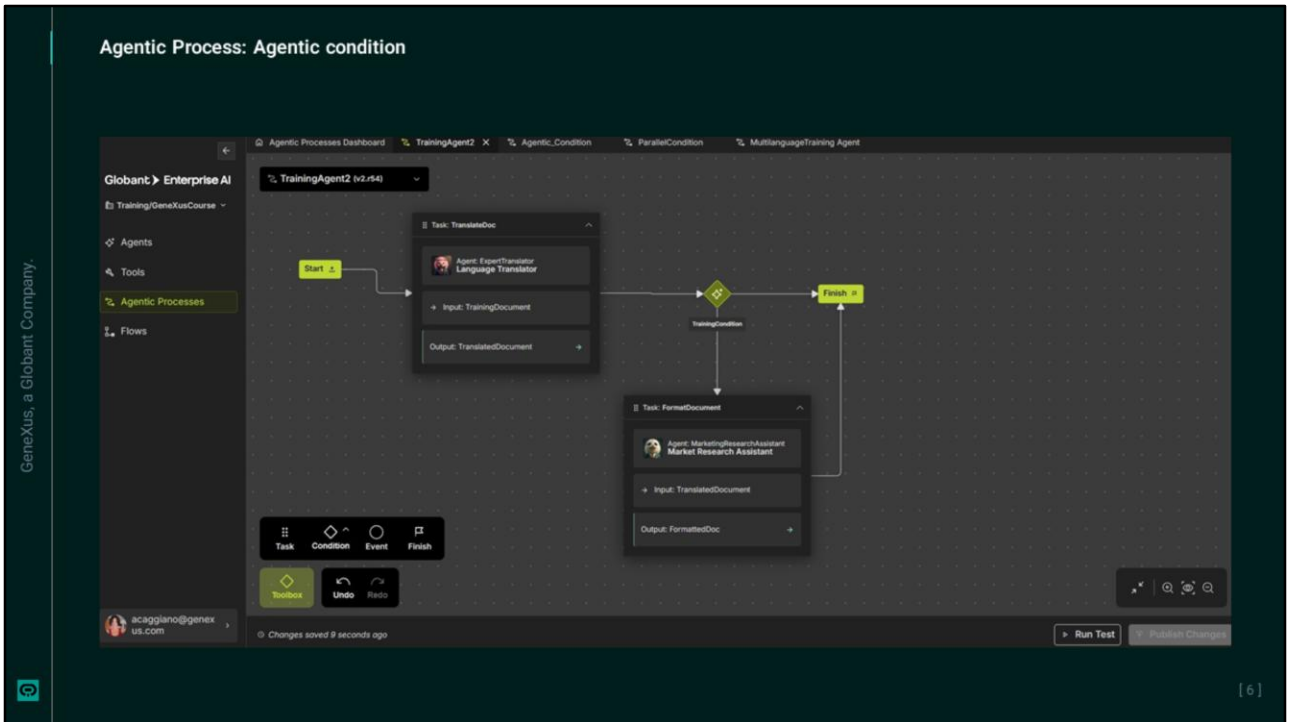 Agentic Process: Agentic condition
GeneXus, a Globant Company.
Agentic Processes Dashboard
TrainingAgent2
Agentic_Condition
ParalelCondition
MultilanguageTraining Agent
Globant Enterprise AI
Training/GeneXusCourse
Agents
Tools
Agentic Processes
Flows
acaggiano@genex
us.com
TrainingAgent2 (v2.r54)
Start
Task: TranslateDoc
Agent: ExpertTranslator
Language Translator
Input: TrainingDocument
Output: TranslatedDocument
TrainingCondition
Finish
Task: FormatDocument
Agent: MarketingResearchAssistant
Market Research Assistant
Input: TranslatedDocument
Output: FormattedDoc
Task
Condition
Event
Finish
Toolbox
Undo
Redo
Changes saved 9 seconds ago
Run Test
Publish Changes
[ 6 ]